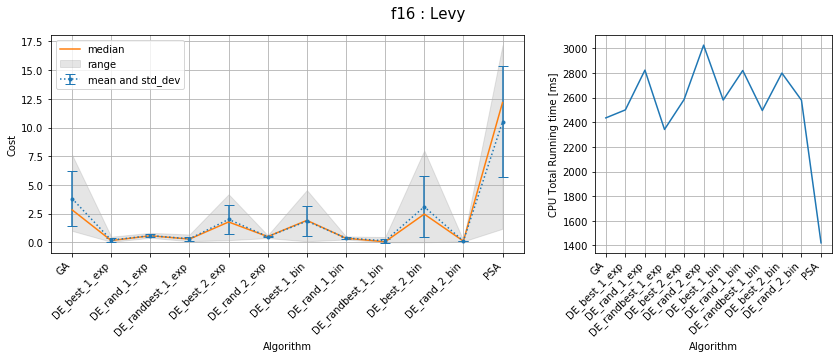 f16 : Levy
17.5
15.0
12.5
10.0
7.5
5.0
2.5
0.0
Cost
median
range
mean and std_dev
GA
DE_best_1_exp
DE_rand_1_exp
DE_randbest_1_exp
DE_best_2_exp
DE_rand_2_exp
DE_best_1_bin
DE_rand_1_bin
DE_randbest_1_bin
DE_best_2_bin
DE_rand_2_bin
PSA
Algorithm
3000
2800
2600
2400
2200
2000
1800
1600
1400
CPU Total Running time [ms]
GA
DE_best_1_exp
DE_rand_1_exp
DE_randbest_1_exp
DE_best_2_exp
DE_rand_2_exp
DE_best_1_bin
DE_rand_1_bin
DE_randbest_1_bin
DE_best_2_bin
DE_rand_2_bin
PSA
Algorithm